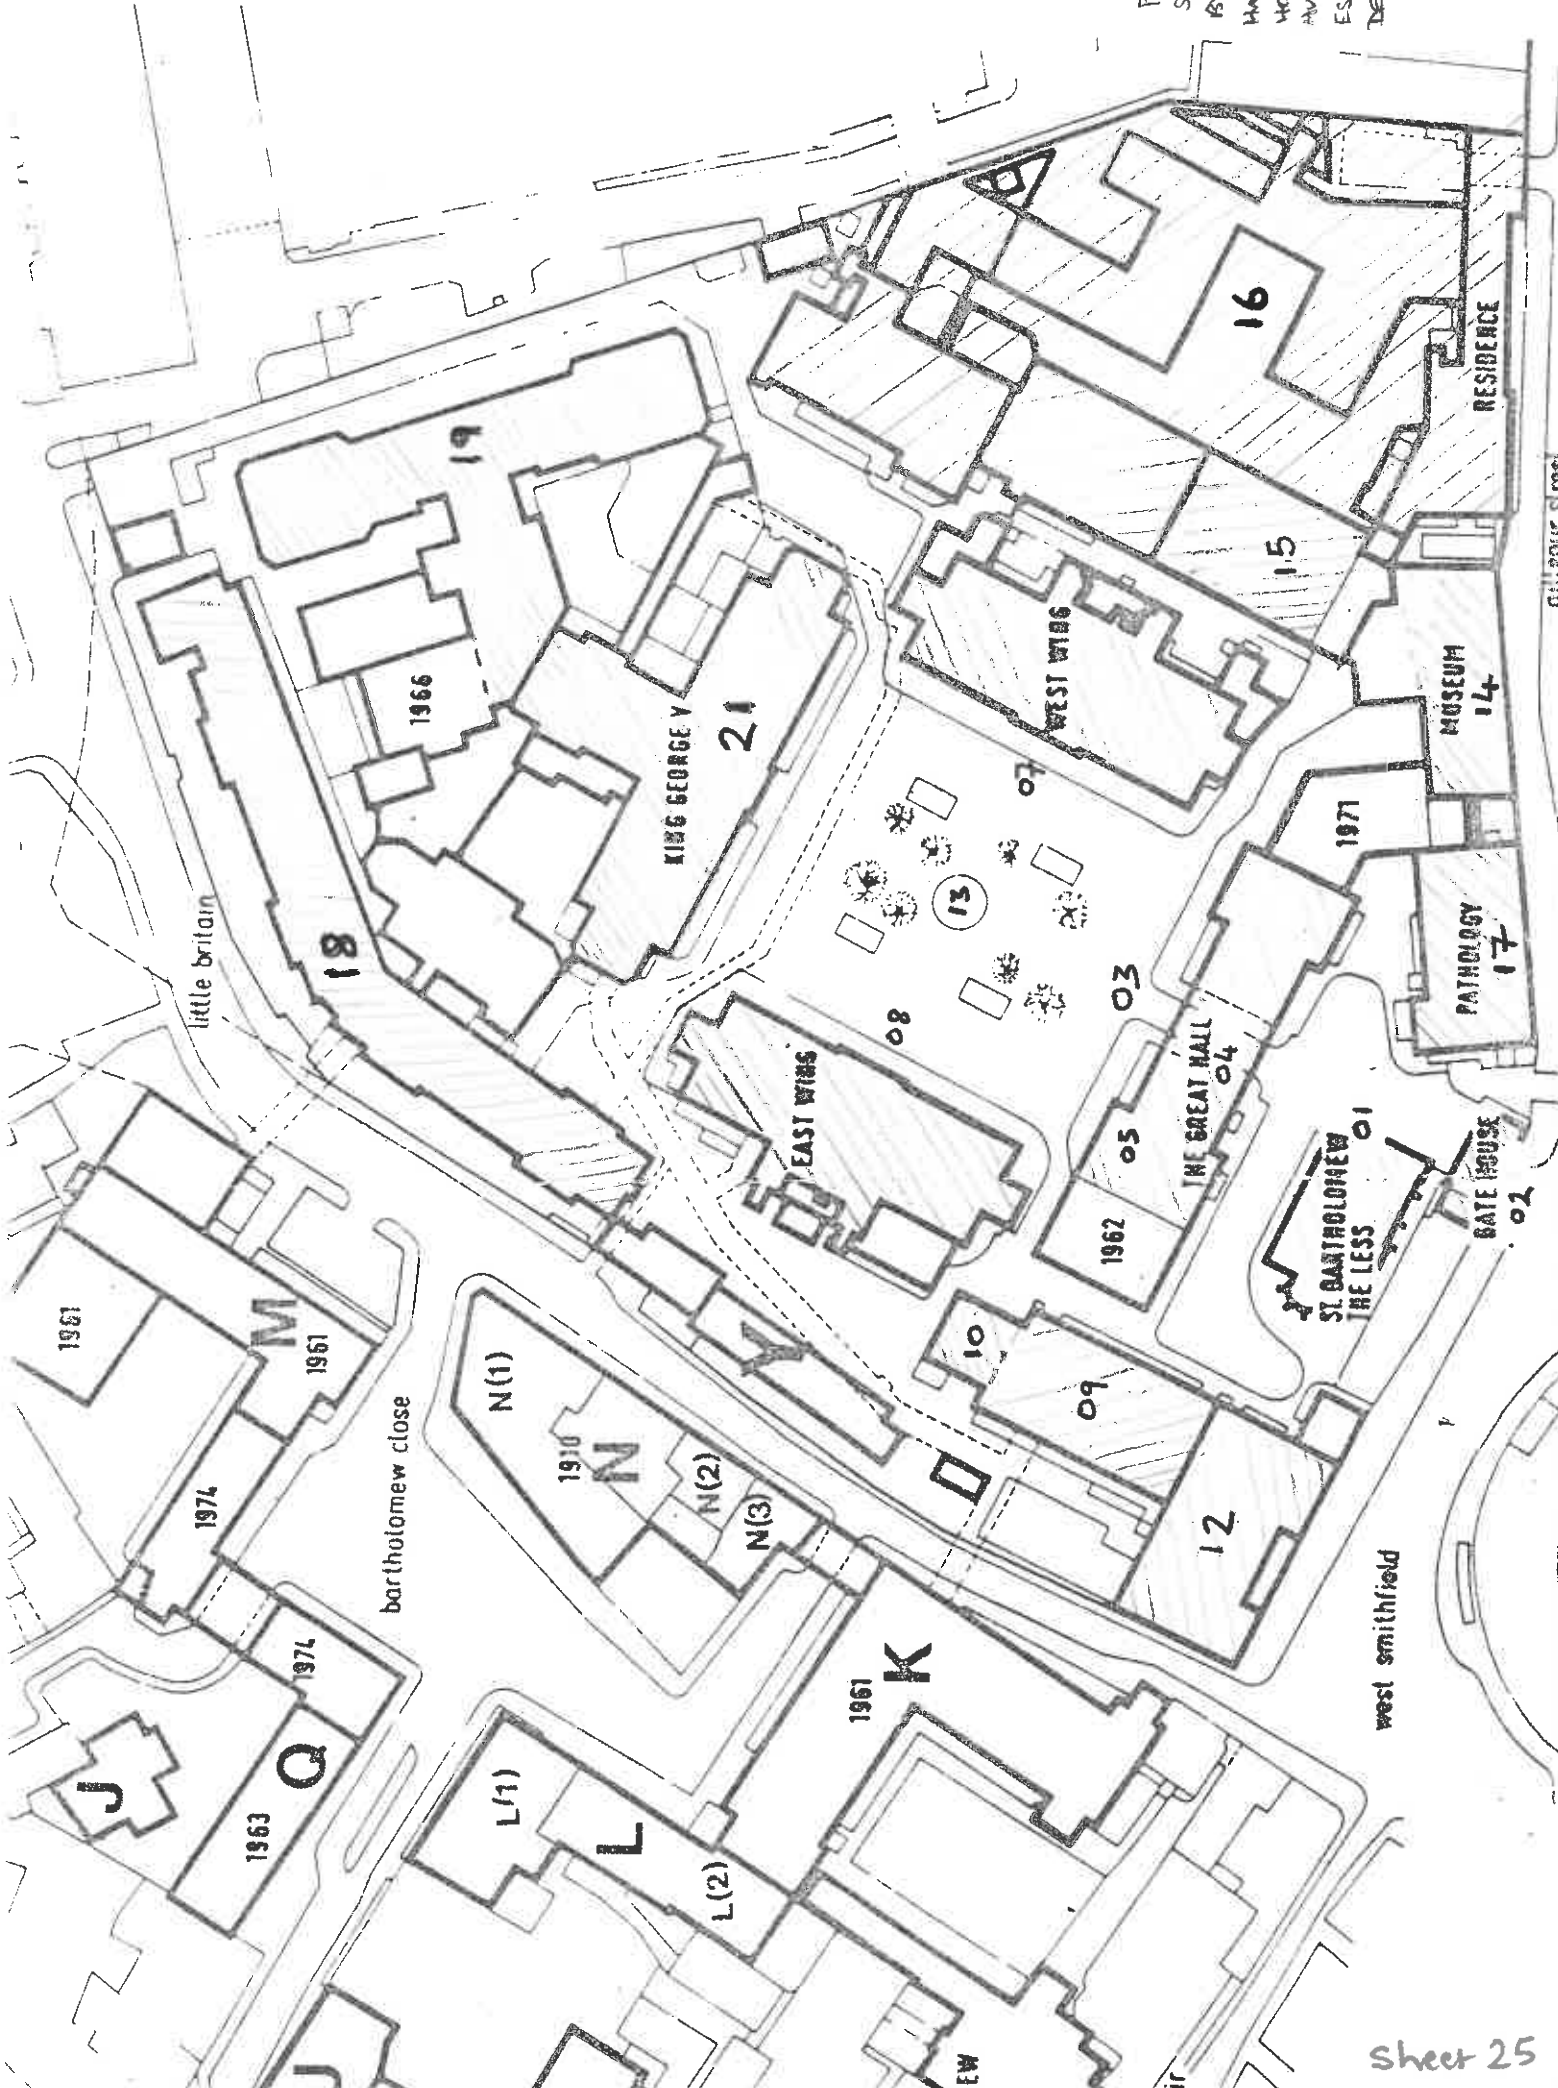 19
1966
KING GEORGE V
21
18
little britain
16
RESIDENCE
15
WEST WING
MUSEUM
14
07
13
1971
PATHOLOGY
17
08
03
EAST WING
THE GREAT HALL
04
05
1962
ST. BARTHOLOMEW
THE LESS
01
GATE HOUSE
02
10
09
12
Y
1961
M
1961
1974
bartholomew close
N(1)
1910
N
N(2)
N(3)
1974
J
Q
1963
L(1)
L
L(2)
K
1961
west smithfield
EW
Sheet 25